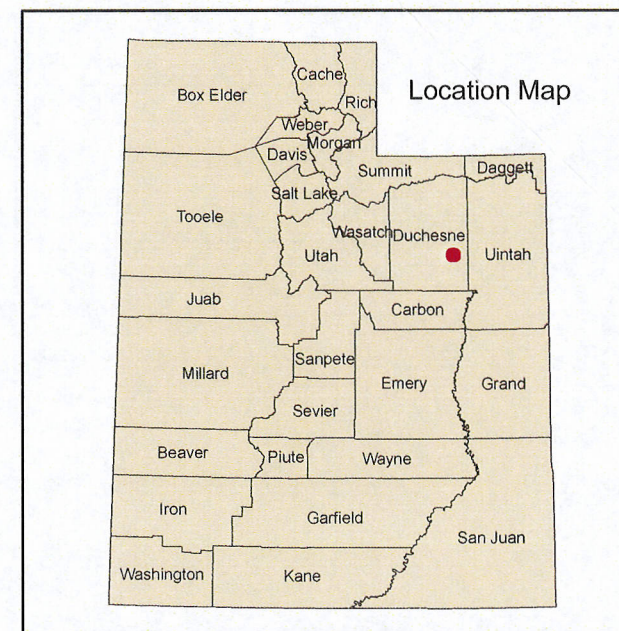 Location Map
Cache
Box Elder
Rich
Weber
Morgan
Davis
Summit
Daggett
Salt Lake
Tooele
Wasatch
Duchesne
Utah
Uintah
Juab
Carbon
Sanpete
Millard
Emery
Grand
Sevier
Beaver
Piute
Wayne
Iron
Garfield
San Juan
Washington
Kane